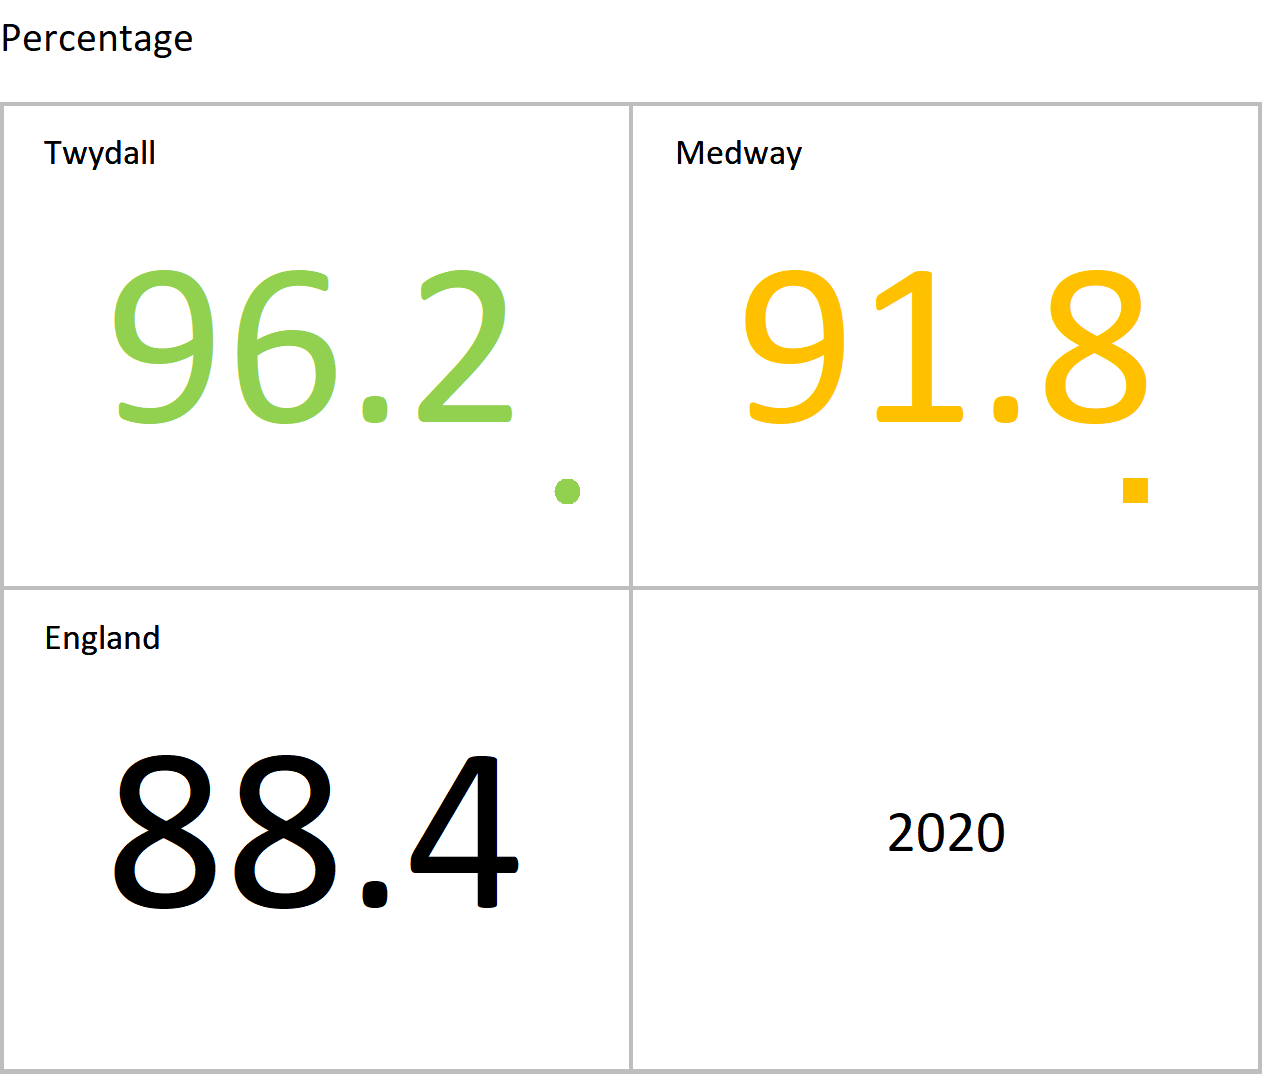 Percentage
Twydall
Medway
96.2
91.8
England
88.4
2020